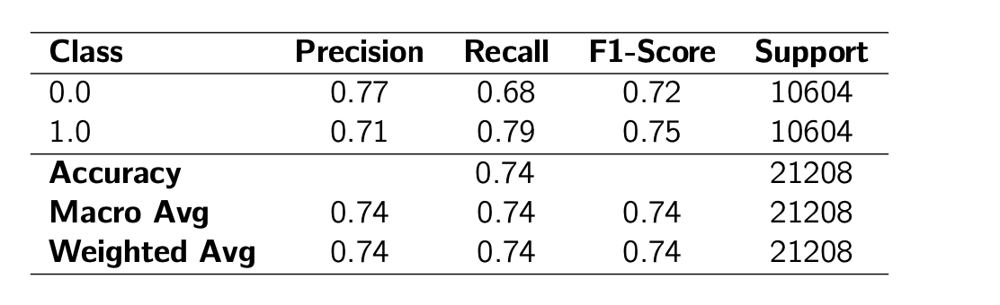 Class Precision Recall F1-Score Support
0.0 0.77 0.68 0.72 10604
1.0 0.71 0.79 0.75 10604
Accuracy 0.74 21208
Macro Avg 0.74 0.74 0.74 21208
Weighted Avg 0.74 0.74 0.74 21208